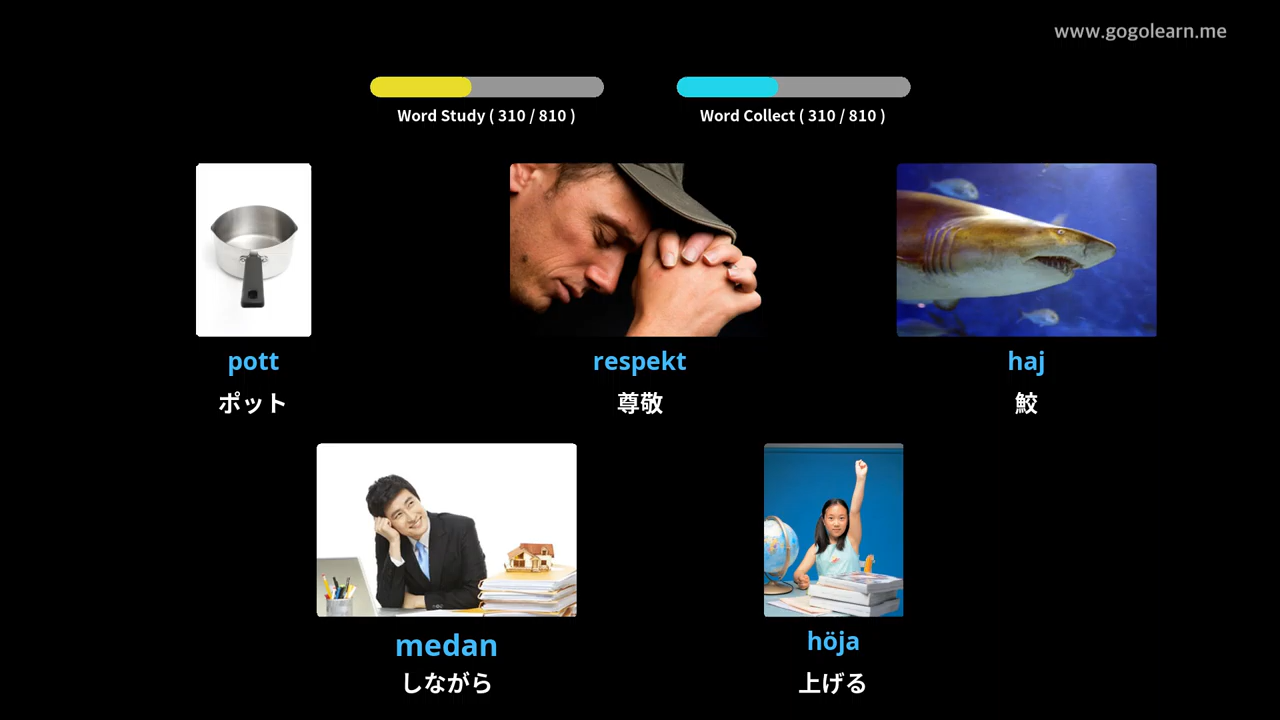 www.gogolearn.me
Word Study ( 310 / 810 )
Word Collect ( 310 / 810 )
pott
ポット
respekt
尊敬
haj
鮫
medan
しながら
höja
上げる